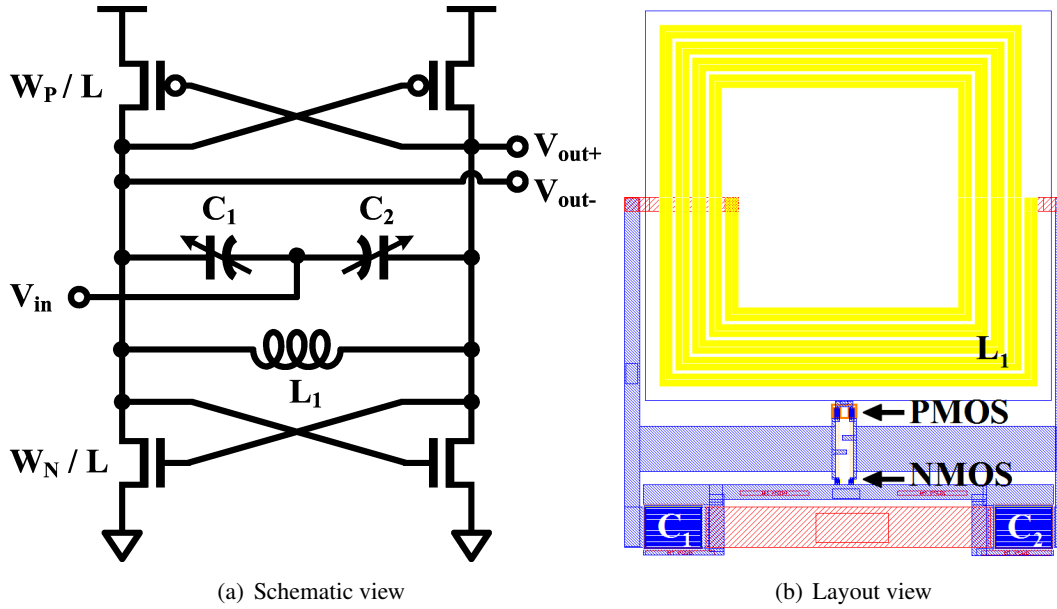 W_P / L
V_out+
V_out-
C_1
C_2
V_in
L_1
W_N / L
L_1
PMOS
NMOS
C_1
C_2
(a) Schematic view
(b) Layout view